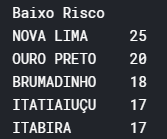 Baixo Risco
NOVA LIMA 25
OURO PRETO 20
BRUMADINHO 18
ITATIAIUÇU 17
ITABIRA 17